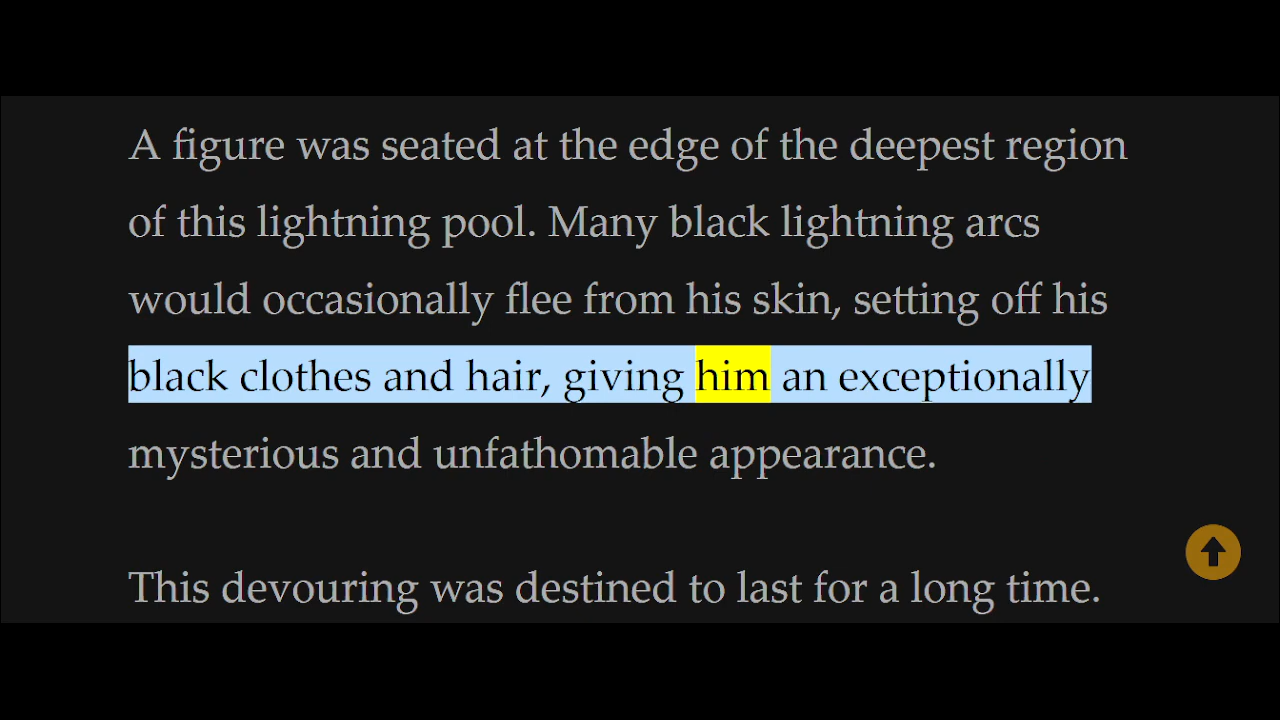 A figure was seated at the edge of the deepest region
of this lightning pool. Many black lightning arcs
would occasionally flee from his skin, setting off his
black clothes and hair, giving him an exceptionally
mysterious and unfathomable appearance.
This devouring was destined to last for a long time.